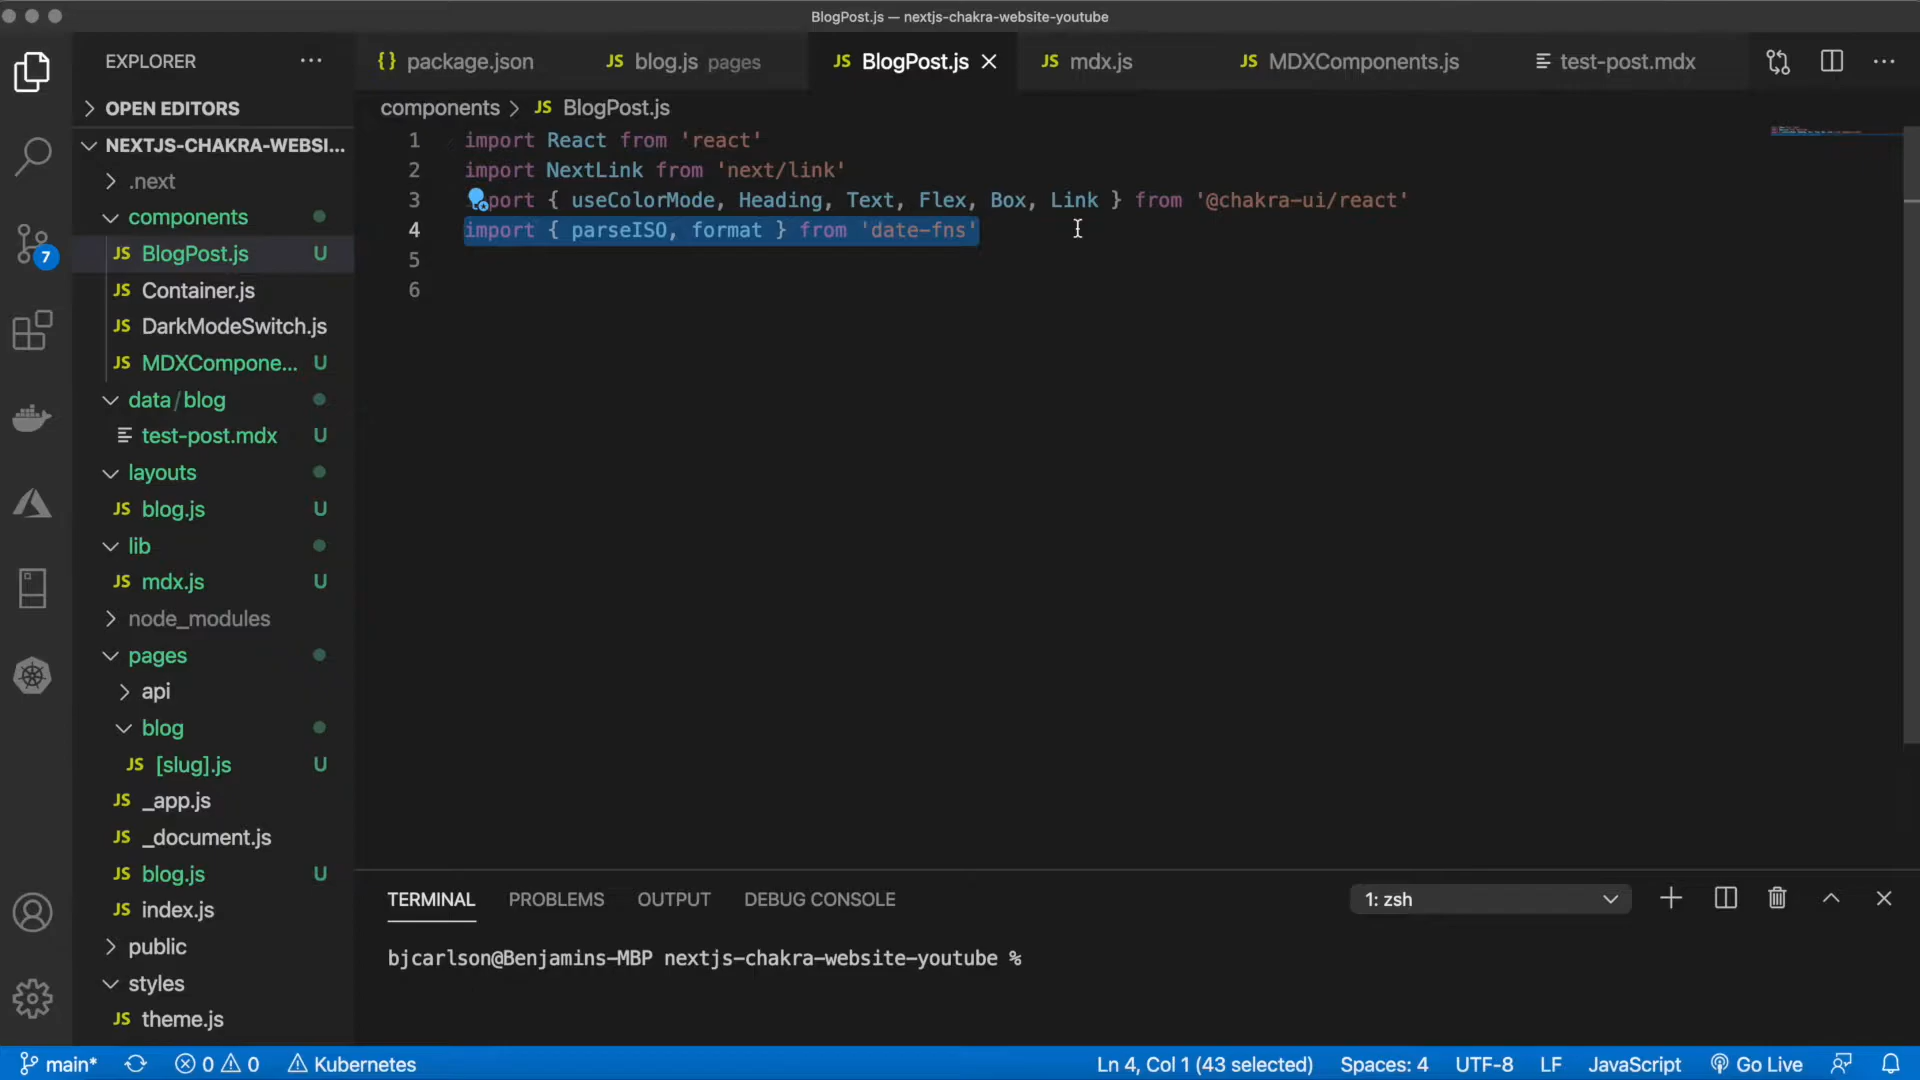 BlogPost.js — nextjs-chakra-website-youtube
EXPLORER ...
{} package.json
JS blog.js pages
JS BlogPost.js
JS mdx.js
JS MDXComponents.js
test-post.mdx
OPEN EDITORS
NEXTJS-CHAKRA-WEBSI...
.next
components
JS BlogPost.js U
JS Container.js
JS DarkModeSwitch.js
JS MDXCompone... U
data/blog
test-post.mdx U
layouts
JS blog.js U
lib
JS mdx.js U
node_modules
pages
api
blog
JS [slug].js U
JS _app.js
JS _document.js
JS blog.js U
JS index.js
public
styles
JS theme.js
7
components > JS BlogPost.js
1 import React from 'react'
2 import NextLink from 'next/link'
3 port { useColorMode, Heading, Text, Flex, Box, Link } from '@chakra-ui/react'
4 import { parseISO, format } from 'date-fns'
5
6
TERMINAL PROBLEMS OUTPUT DEBUG CONSOLE
1: zsh
bjcarlson@Benjamins-MBP nextjs-chakra-website-youtube %
main* 0 0 Kubernetes
Ln 4, Col 1 (43 selected) Spaces: 4 UTF-8 LF JavaScript Go Live